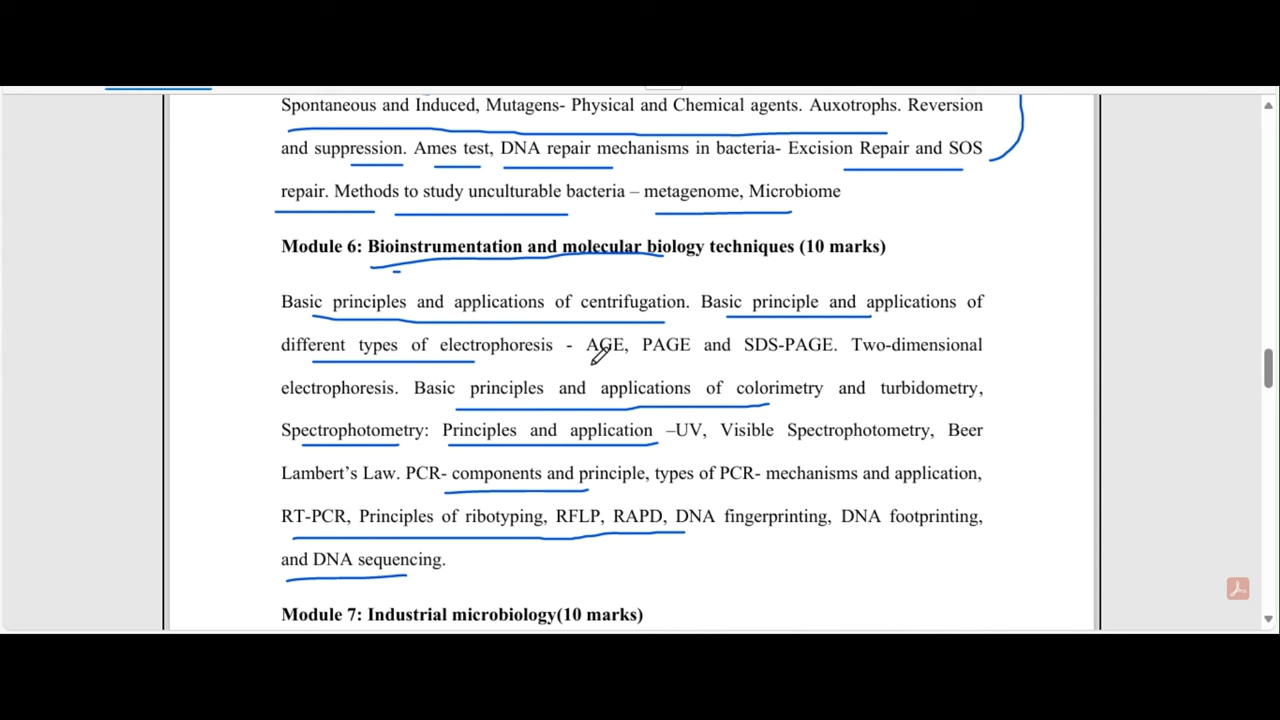 Spontaneous and Induced, Mutagens- Physical and Chemical agents. Auxotrophs. Reversion
and suppression. Ames test, DNA repair mechanisms in bacteria- Excision Repair and SOS
repair. Methods to study unculturable bacteria – metagenome, Microbiome
Module 6: Bioinstrumentation and molecular biology techniques (10 marks)
Basic principles and applications of centrifugation. Basic principle and applications of
different types of electrophoresis - AGE, PAGE and SDS-PAGE. Two-dimensional
electrophoresis. Basic principles and applications of colorimetry and turbidometry,
Spectrophotometry: Principles and application –UV, Visible Spectrophotometry, Beer
Lambert’s Law. PCR- components and principle, types of PCR- mechanisms and application,
RT-PCR, Principles of ribotyping, RFLP, RAPD, DNA fingerprinting, DNA footprinting,
and DNA sequencing.
Module 7: Industrial microbiology(10 marks)